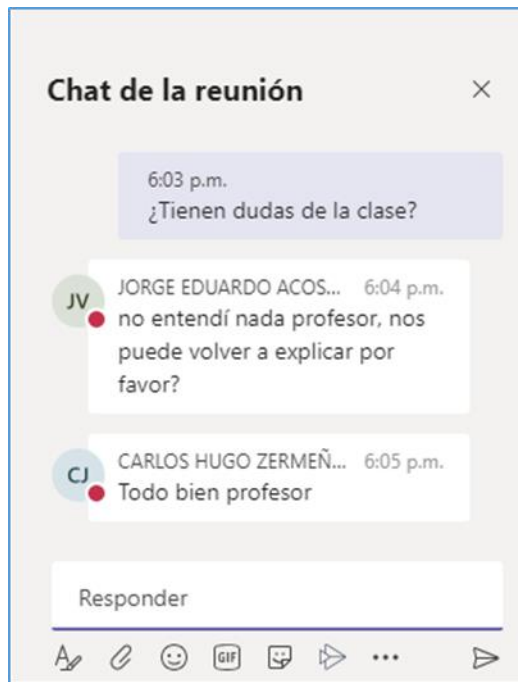 Chat de la reunión
6:03 p.m.
¿Tienen dudas de la clase?
JV
JORGE EDUARDO ACOS... 6:04 p.m.
no entendí nada profesor, nos
puede volver a explicar por
favor?
CJ
CARLOS HUGO ZERMEÑ... 6:05 p.m.
Todo bien profesor
Responder
GIF